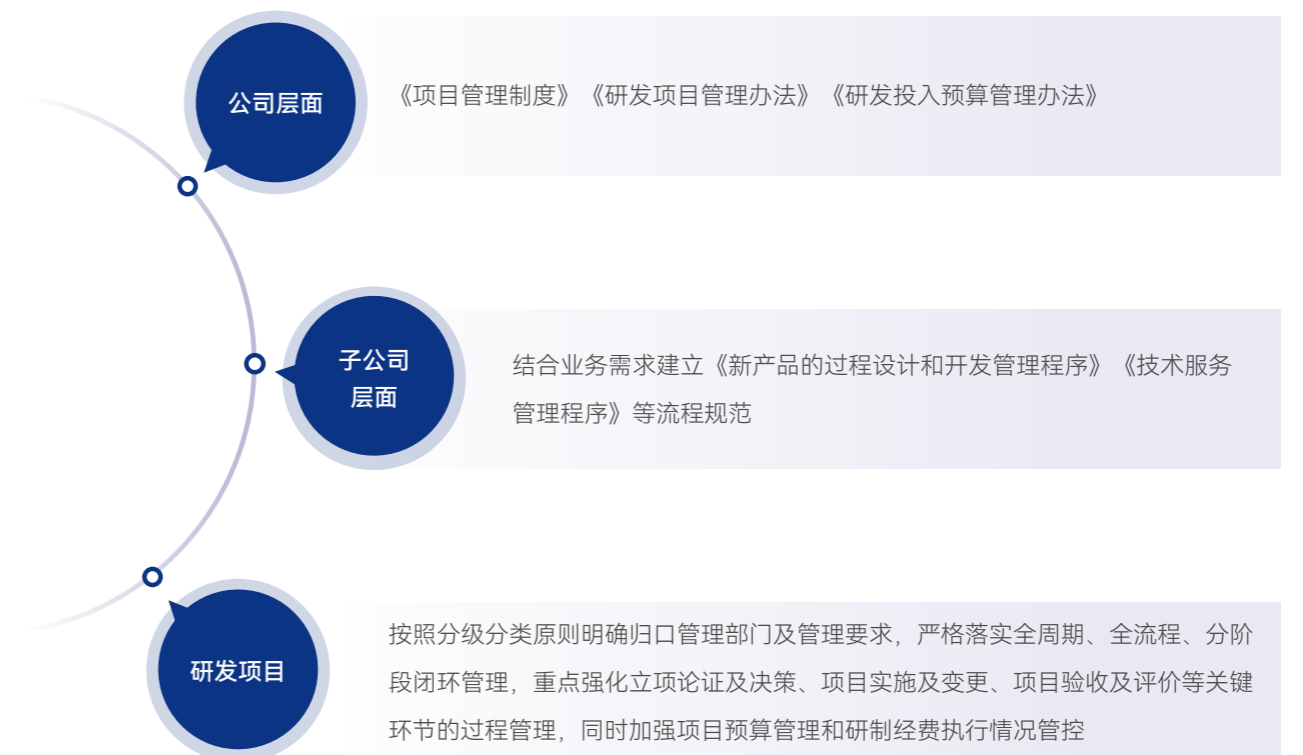 公司层面
《项目管理制度》《研发项目管理办法》《研发投入预算管理办法》
子公司
层面
结合业务需求建立《新产品的过程设计和开发管理程序》《技术服务
管理程序》等流程规范
研发项目
按照分级分类原则明确归口管理部门及管理要求，严格落实全周期、全流程、分阶
段闭环管理，重点强化立项论证及决策、项目实施及变更、项目验收及评价等关键
环节的过程管理，同时加强项目预算管理和研制经费执行情况管控